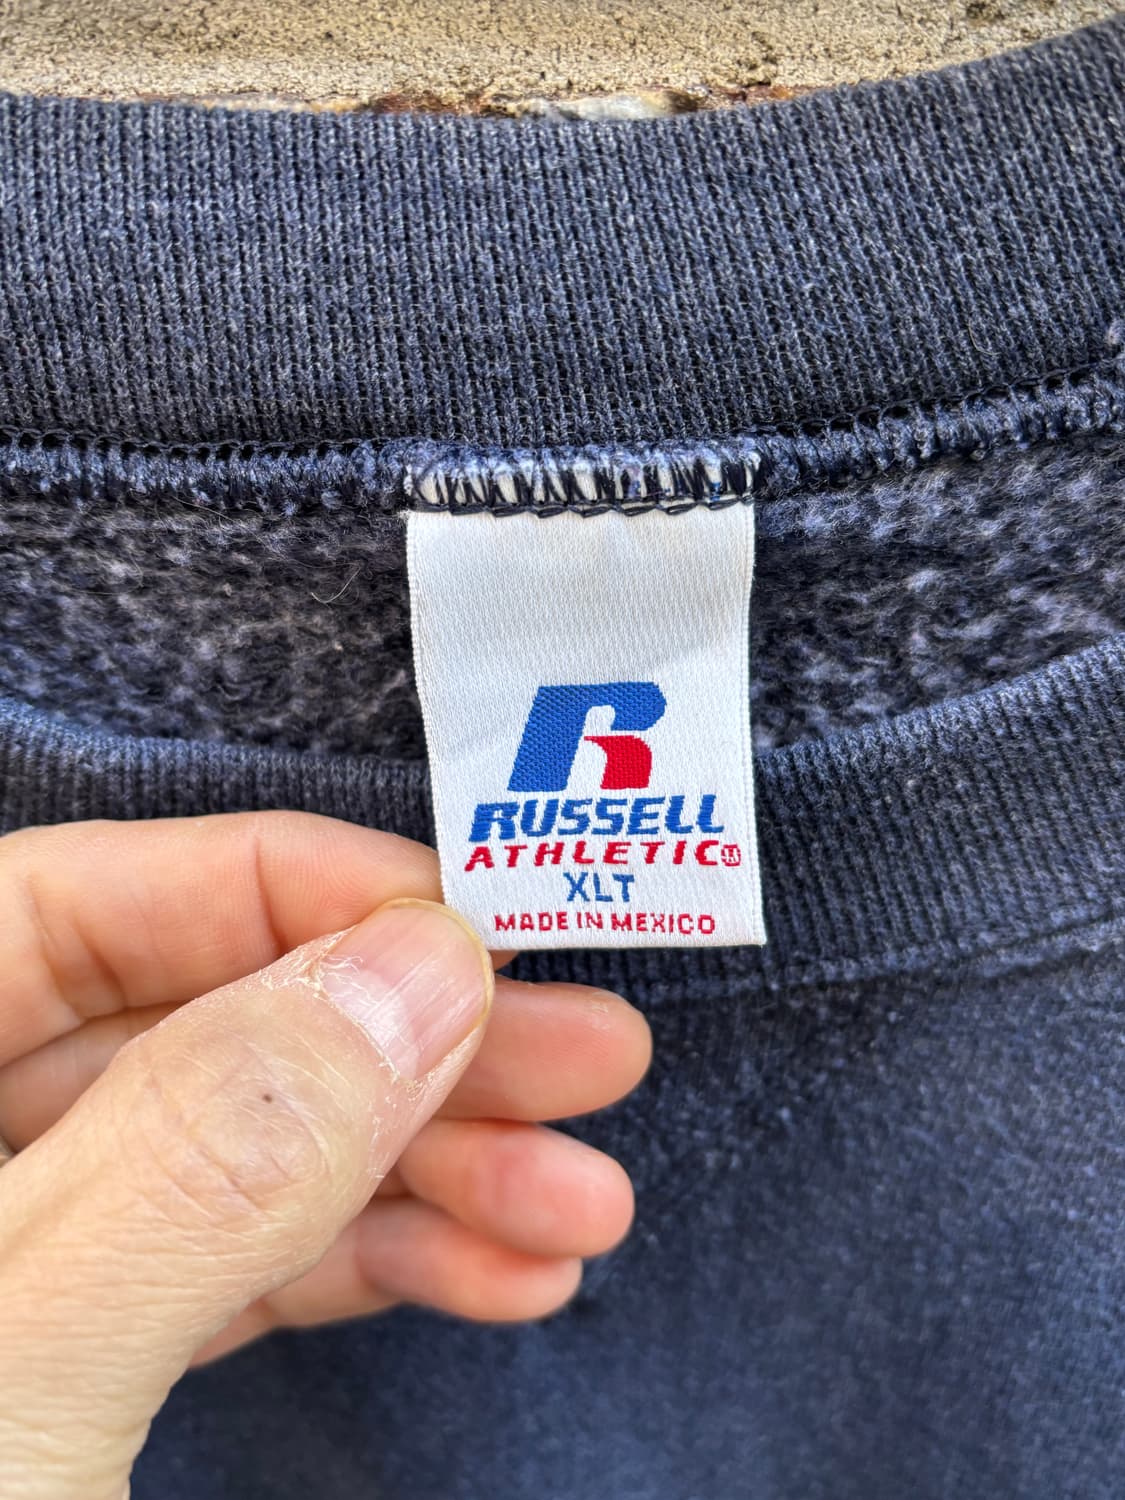 R
RUSSELL
ATHLETIC®
XLT
MADE IN MEXICO